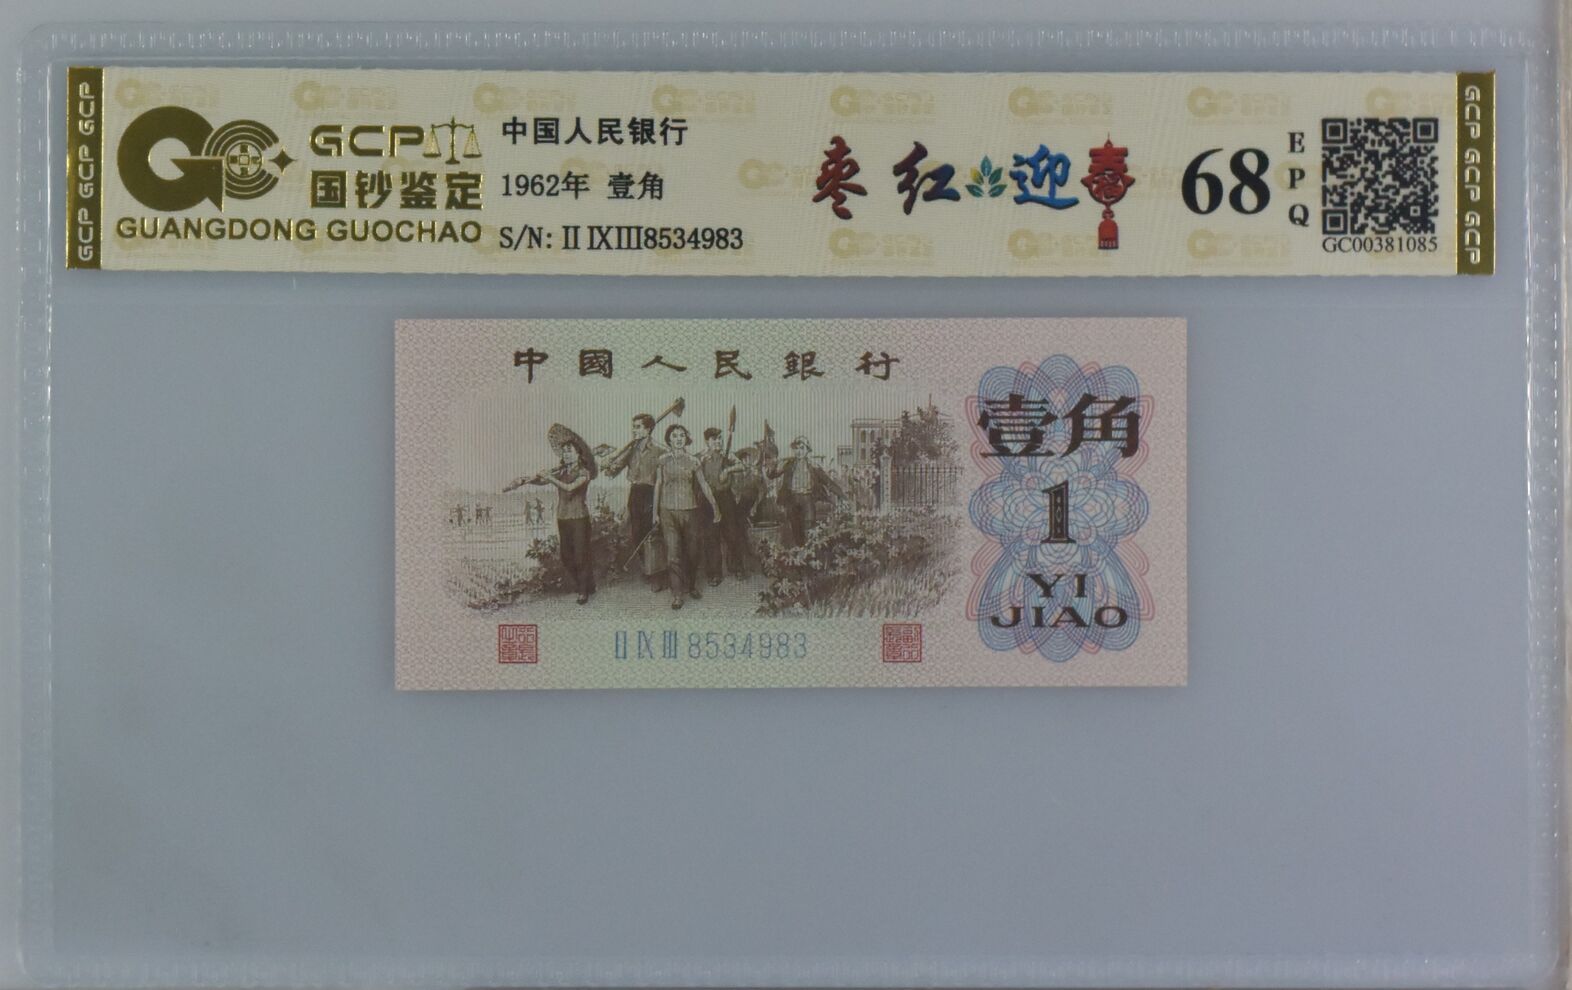 GCP GCP GCP
GCP
国钞鉴定
GUANGDONG GUOCHAO
中国人民银行
1962年 壹角
S/N: II IX III8534983
枣红迎春
68
EPQ
GC00381085
GCP GCP GCP
中國人民銀行
壹角
1
YI
JIAO
II IX III 8534983